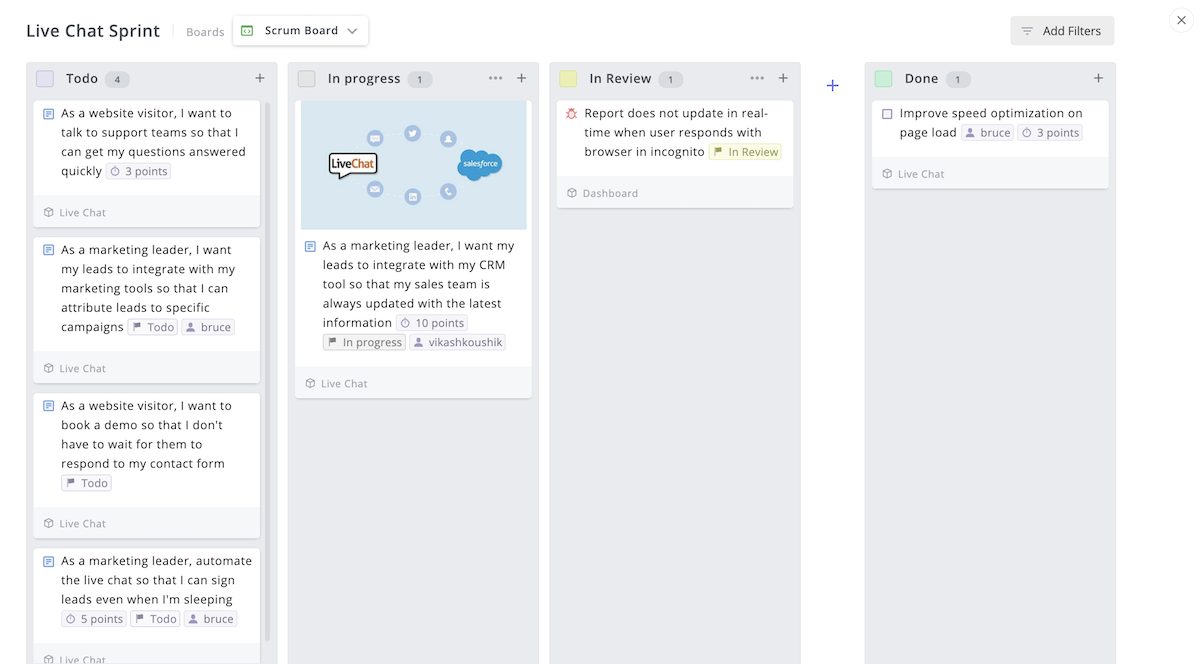 Live Chat Sprint
Boards
Scrum Board
Add Filters
Todo 4
As a website visitor, I want to
talk to support teams so that I
can get my questions answered
quickly 3 points
Live Chat
As a marketing leader, I want
my leads to integrate with my
marketing tools so that I can
attribute leads to specific
campaigns Todo bruce
Live Chat
As a website visitor, I want to
book a demo so that I don't
have to wait for them to
respond to my contact form
Todo
Live Chat
As a marketing leader, automate
the live chat so that I can sign
leads even when I'm sleeping
5 points Todo bruce
Live Chat
In progress 1
LiveChat
salesforce
in
As a marketing leader, I want my
leads to integrate with my CRM
tool so that my sales team is
always updated with the latest
information 10 points
In progress vikashkoushik
Live Chat
In Review 1
Report does not update in real-
time when user responds with
browser in incognito In Review
Dashboard
Done 1
Improve speed optimization on
page load bruce 3 points
Live Chat